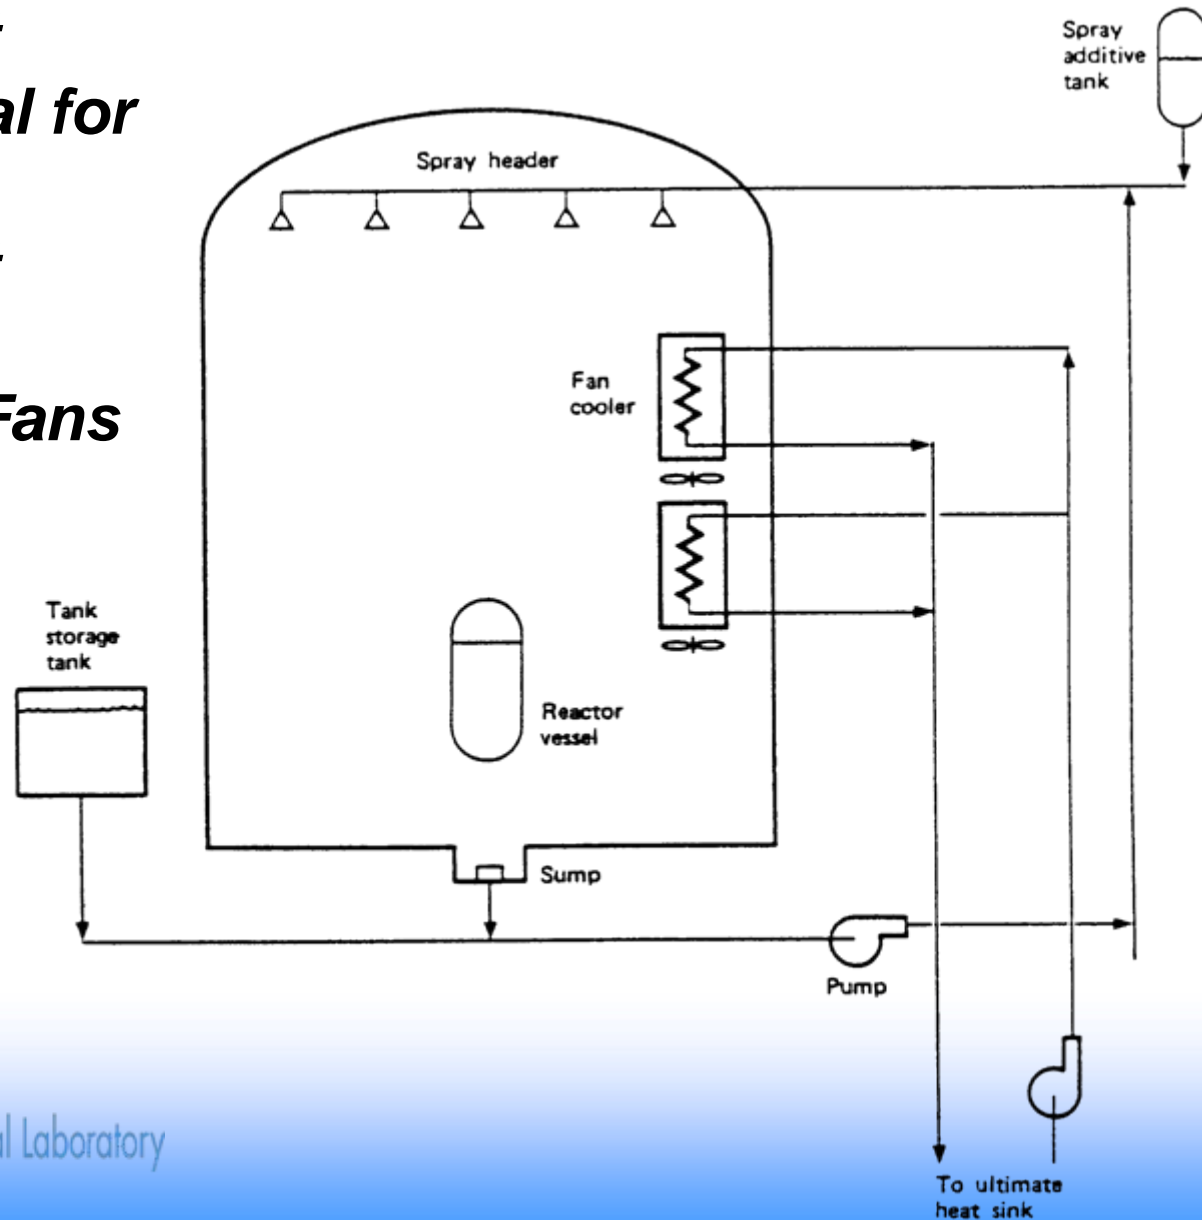 al for
Fans
Spray
additive
tank
Spray header
Fan
cooler
Tank
storage
tank
Reactor
vessel
Sump
Pump
al Laboratory
To ultimate
heat sink